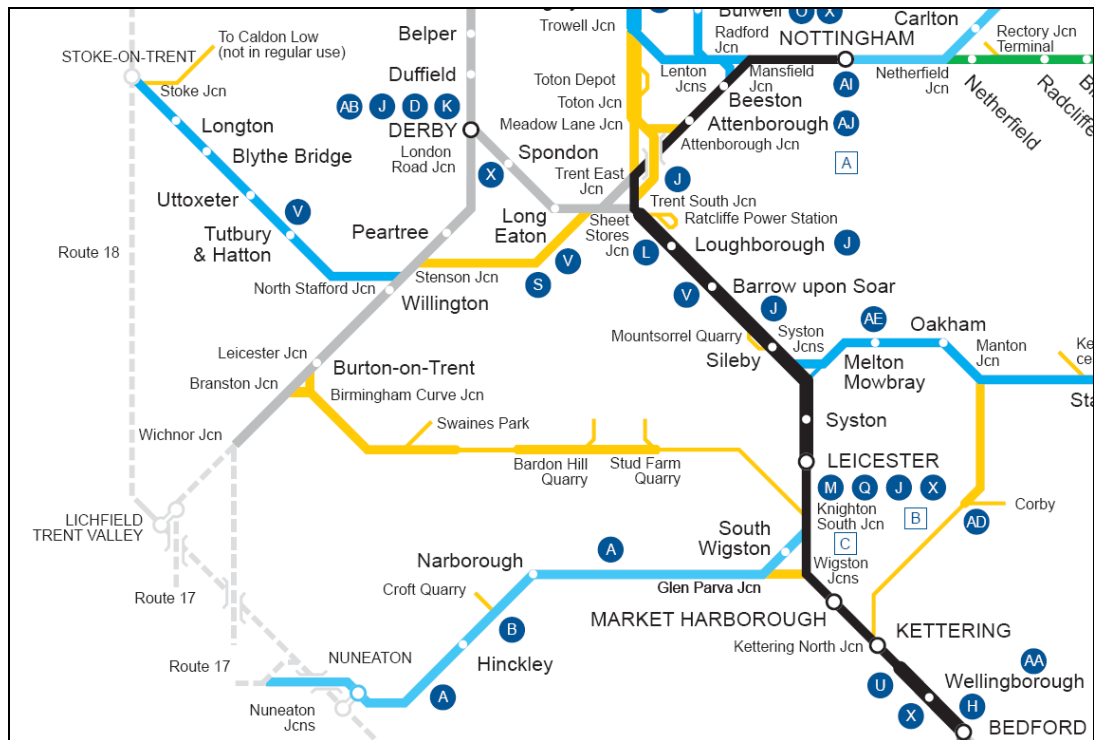 Trowell Jcn
Bulwell
U
X
Carlton
To Caldon Low
(not in regular use)
Belper
Radford
Jcn
NOTTINGHAM
Rectory Jcn
Terminal
STOKE-ON-TRENT
Stoke Jcn
Duffield
Toton Depot
Lenton
Jcns
Mansfield
Jcn
Netherfield
Jcn
Netherfield
Radcliffe
AB
J
D
K
Toton Jcn
Beeston
AI
Longton
DERBY
Meadow Lane Jcn
Attenborough
AJ
London
Road Jcn
Attenborough Jcn
Blythe Bridge
Spondon
X
Trent East
Jcn
J
A
Uttoxeter
V
Trent South Jcn
Peartree
Long
Eaton
Sheet
Stores
Jcn
Ratcliffe Power Station
Tutbury
& Hatton
L
Loughborough
J
Route 18
Stenson Jcn
V
S
North Stafford Jcn
Willington
V
Barrow upon Soar
J
AE
Mountsorrel Quarry
Syston
Jcns
Oakham
Manton
Jcn
Sileby
Melton
Mowbray
Leicester Jcn
Burton-on-Trent
Branston Jcn
Birmingham Curve Jcn
Syston
Swaines Park
Wichnor Jcn
Bardon Hill
Quarry
Stud Farm
Quarry
LEICESTER
M
Q
J
X
Knighton
South Jcn
B
Corby
AD
LICHFIELD
TRENT VALLEY
South
Wigston
C
Wigston
Jcns
Narborough
A
Glen Parva Jcn
Croft Quarry
Route 17
MARKET HARBOROUGH
B
Kettering North Jcn
KETTERING
Route 17
NUNEATON
Hinckley
AA
U
Wellingborough
A
X
H
Nuneaton
Jcns
BEDFORD